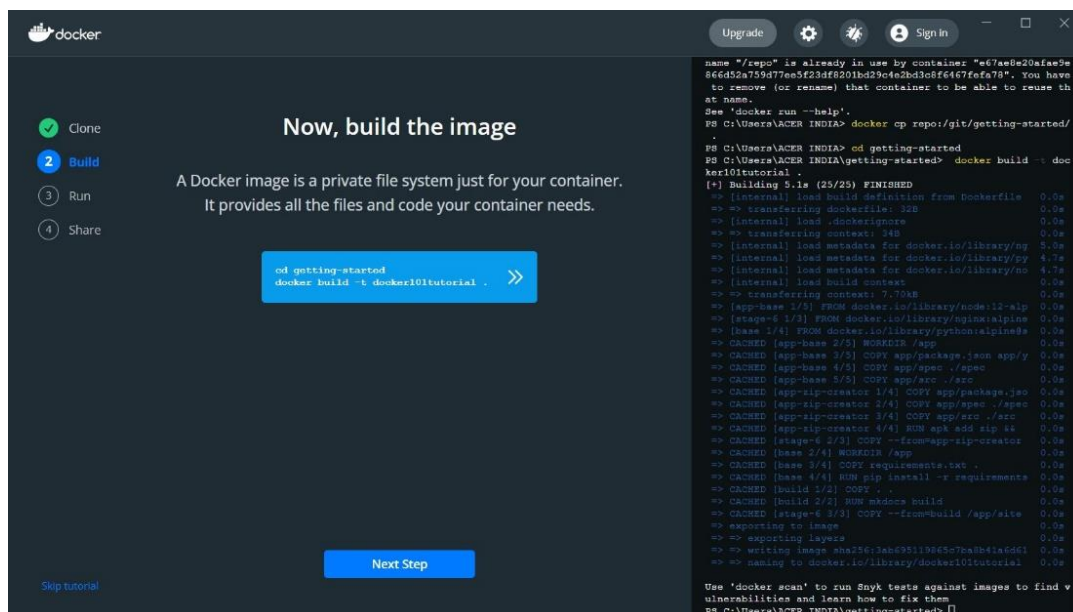 docker
Upgrade
Sign in
Clone
2 Build
3 Run
4 Share
Now, build the image
A Docker image is a private file system just for your container.
It provides all the files and code your container needs.
cd getting-started
docker build -t docker101tutorial .
Next Step
Skip tutorial
name "/repo" is already in use by container "e67ae8e20afae9e
866d52a759d77ee5f23df8201bd29c4e2bd3c8f6467fefa78". You have
to remove (or rename) that container to be able to reuse th
at name.
See 'docker run --help'.
PS C:\Users\ACER INDIA> docker cp repo:/git/getting-started/
.
PS C:\Users\ACER INDIA> cd getting-started
PS C:\Users\ACER INDIA\getting-started> docker build -t doc
ker101tutorial .
[+] Building 5.1s (25/25) FINISHED
=> [internal] load build definition from Dockerfile 0.0s
=> => transferring dockerfile: 32B 0.0s
=> [internal] load .dockerignore 0.0s
=> => transferring context: 34B 0.0s
=> [internal] load metadata for docker.io/library/ng 5.0s
=> [internal] load metadata for docker.io/library/py 4.7s
=> [internal] load metadata for docker.io/library/no 4.7s
=> [internal] load build context 0.0s
=> => transferring context: 7.70kB 0.0s
=> [app-base 1/5] FROM docker.io/library/node:12-alp 0.0s
=> [stage-6 1/3] FROM docker.io/library/nginx:alpine 0.0s
=> [base 1/4] FROM docker.io/library/python:alpine@s 0.0s
=> CACHED [app-base 2/5] WORKDIR /app 0.0s
=> CACHED [app-base 3/5] COPY app/package.json app/y 0.0s
=> CACHED [app-base 4/5] COPY app/spec ./spec 0.0s
=> CACHED [app-base 5/5] COPY app/src ./src 0.0s
=> CACHED [app-zip-creator 1/4] COPY app/package.jso 0.0s
=> CACHED [app-zip-creator 2/4] COPY app/spec ./spec 0.0s
=> CACHED [app-zip-creator 3/4] COPY app/src ./src 0.0s
=> CACHED [app-zip-creator 4/4] RUN apk add zip && 0.0s
=> CACHED [stage-6 2/3] COPY --from=app-zip-creator 0.0s
=> CACHED [base 2/4] WORKDIR /app 0.0s
=> CACHED [base 3/4] COPY requirements.txt . 0.0s
=> CACHED [base 4/4] RUN pip install -r requirements 0.0s
=> CACHED [build 1/2] COPY . . 0.0s
=> CACHED [build 2/2] RUN mkdocs build 0.0s
=> CACHED [stage-6 3/3] COPY --from=build /app/site 0.0s
=> exporting to image 0.0s
=> => exporting layers 0.0s
=> => writing image sha256:3ab695119865c7ba8b41a6d61 0.0s
=> => naming to docker.io/library/docker101tutorial 0.0s
Use 'docker scan' to run Snyk tests against images to find v
ulnerabilities and learn how to fix them
PS C:\Users\ACER INDIA\getting-started>